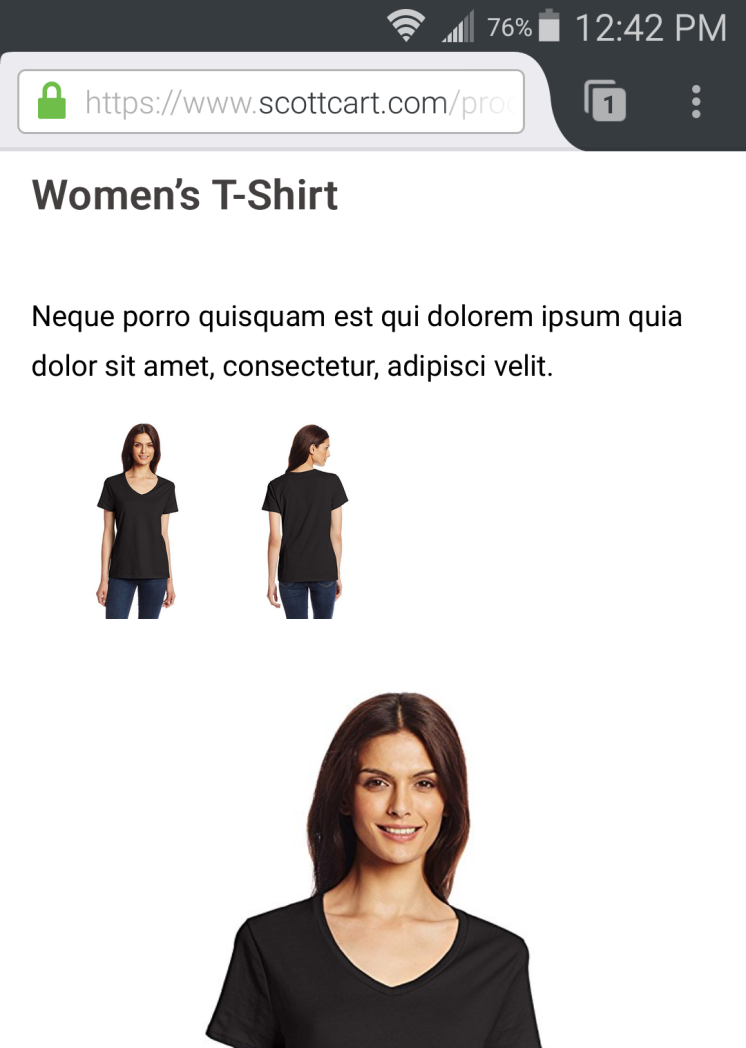 76% 12:42 PM
https://www.scottcart.com/pro
1
Women’s T-Shirt
Neque porro quisquam est qui dolorem ipsum quia
dolor sit amet, consectetur, adipisci velit.